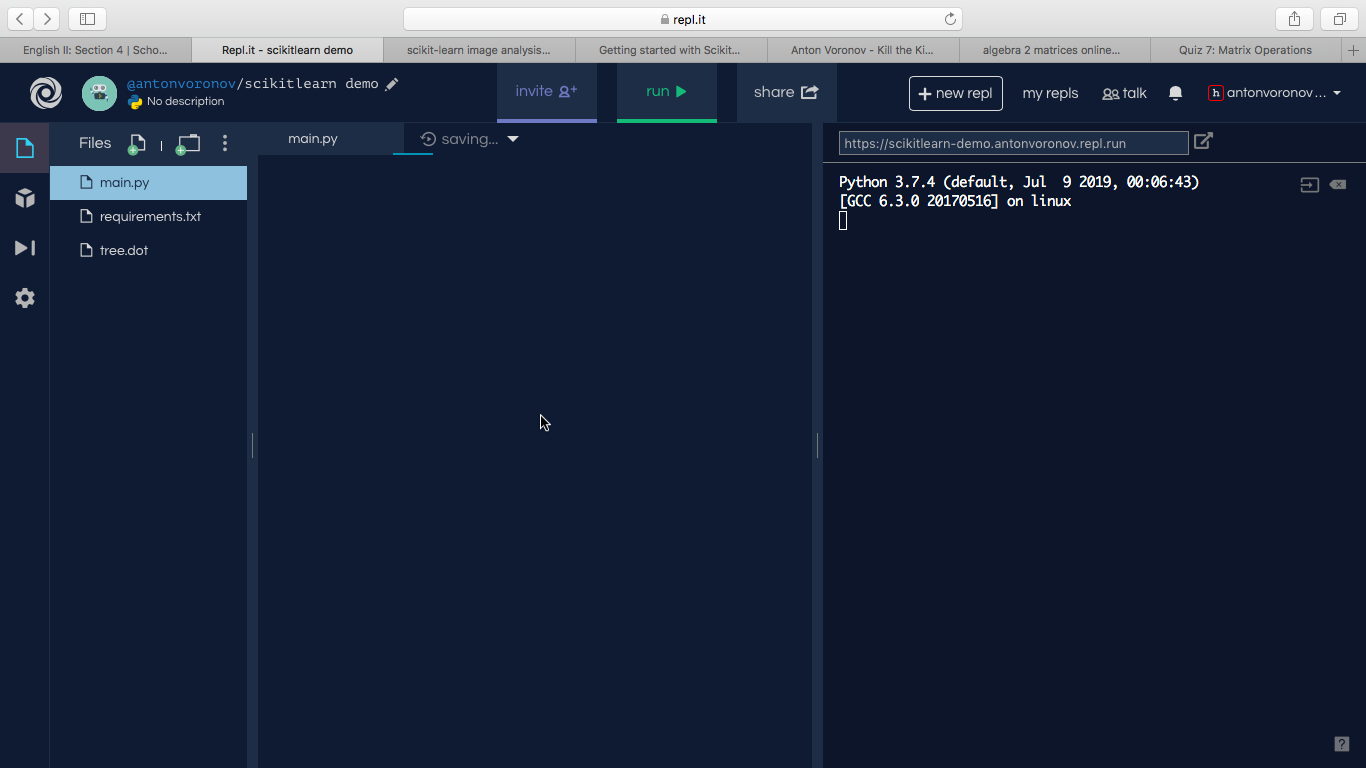 repl.it
English II: Section 4 | Scho...
Repl.it - scikitlearn demo
scikit-learn image analysis...
Getting started with Scikit...
Anton Voronov - Kill the Ki...
algebra 2 matrices online...
Quiz 7: Matrix Operations
@antonvoronov/scikitlearn demo
No description
invite
run
share
+ new repl
my repls
talk
h
antonvoronov...
Files
main.py
requirements.txt
tree.dot
main.py
saving...
https://scikitlearn-demo.antonvoronov.repl.run
Python 3.7.4 (default, Jul  9 2019, 00:06:43)
[GCC 6.3.0 20170516] on linux
?